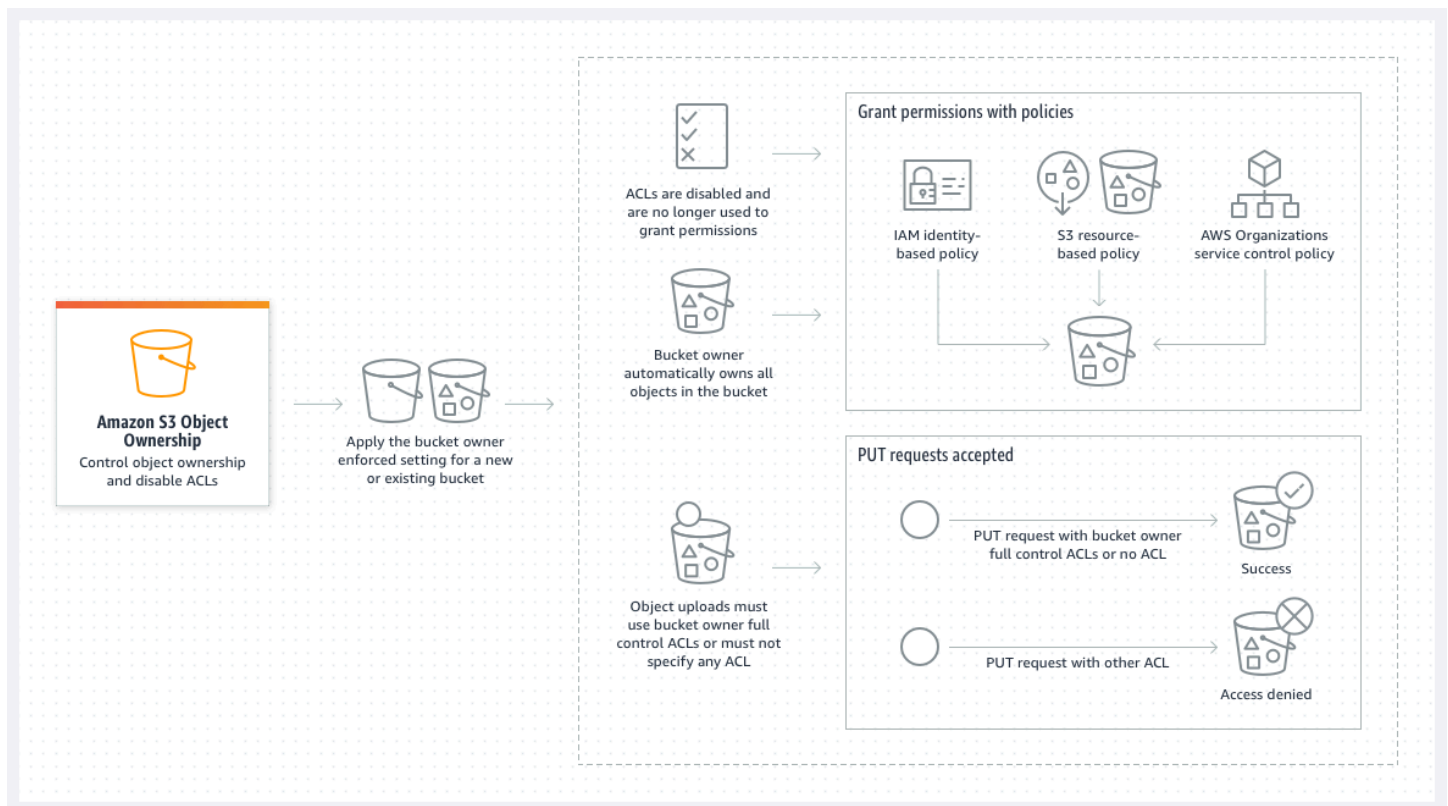 Amazon S3 Object
Ownership
Control object ownership
and disable ACLs
Apply the bucket owner
enforced setting for a new
or existing bucket
ACLs are disabled and
are no longer used to
grant permissions
Bucket owner
automatically owns all
objects in the bucket
Object uploads must
use bucket owner full
control ACLs or must not
specify any ACL
Grant permissions with policies
IAM identity-
based policy
S3 resource-
based policy
AWS Organizations
service control policy
PUT requests accepted
PUT request with bucket owner
full control ACLs or no ACL
Success
PUT request with other ACL
Access denied